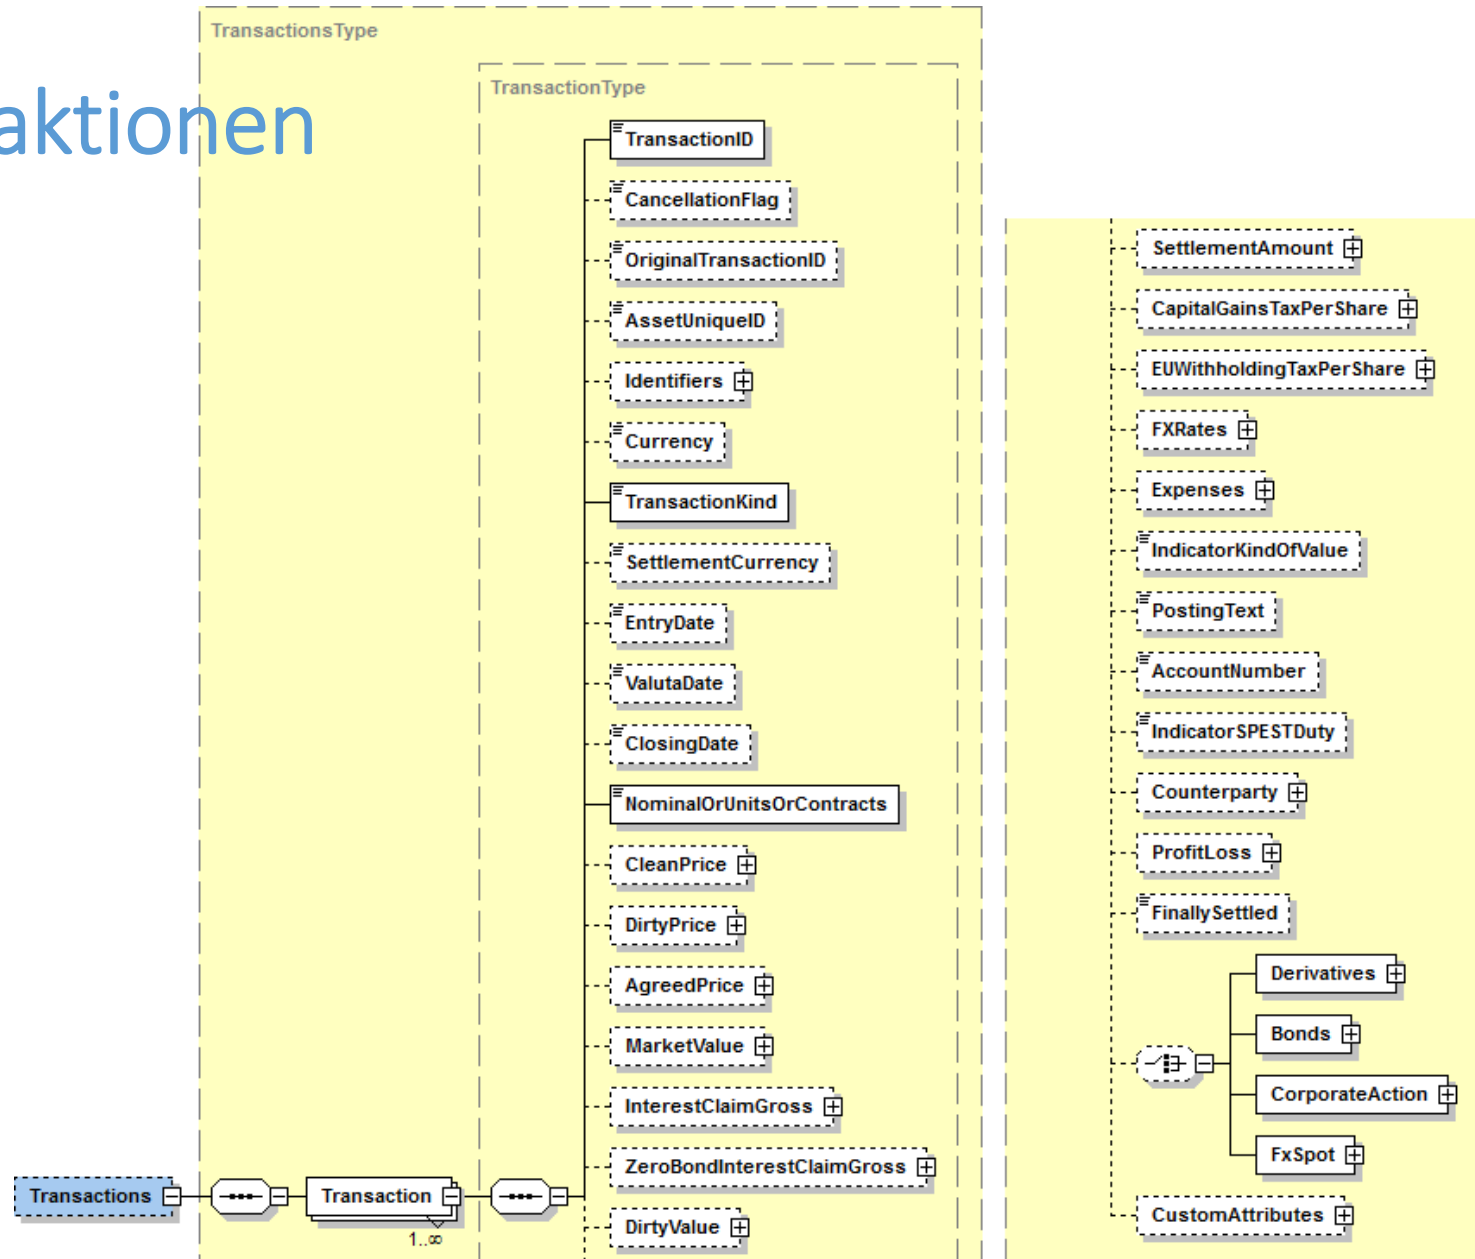 TransactionsType
TransactionType
aktionen
TransactionID
CancellationFlag
OriginalTransactionID
AssetUniqueID
Identifiers
Currency
TransactionKind
SettlementCurrency
EntryDate
ValutaDate
ClosingDate
NominalOrUnitsOrContracts
CleanPrice
DirtyPrice
AgreedPrice
MarketValue
InterestClaimGross
ZeroBondInterestClaimGross
Transactions
Transaction
1..∞
DirtyValue
SettlementAmount
CapitalGainsTaxPerShare
EUWithholdingTaxPerShare
FXRates
Expenses
IndicatorKindOfValue
PostingText
AccountNumber
IndicatorSPESTDuty
Counterparty
ProfitLoss
FinallySettled
Derivatives
Bonds
CorporateAction
FxSpot
CustomAttributes